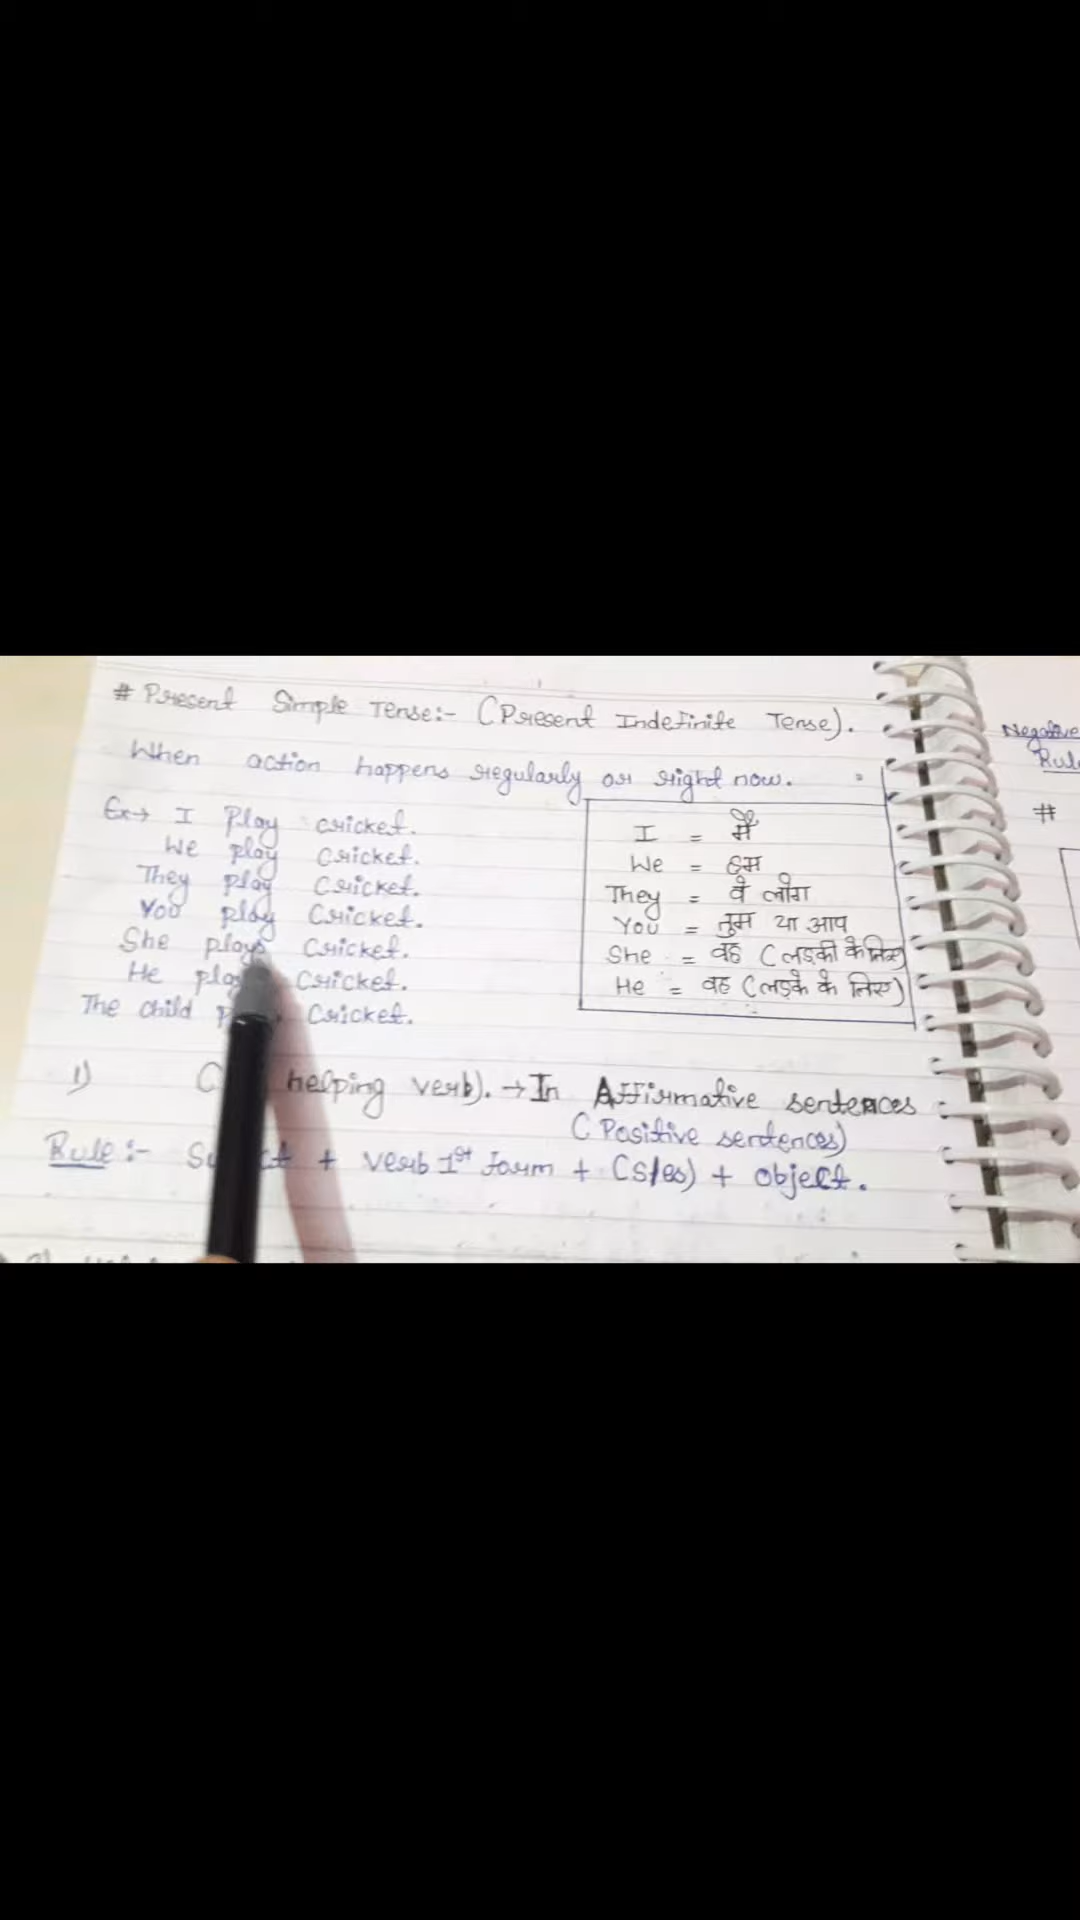 # Present Simple Tense:- (Present Indefinite Tense).
When action happens regularly or right now.
Ex→ I Play cricket.
We play cricket.
They play cricket.
You play Cricket.
She plays Cricket.
He Cricket.
The child Cricket.
I = मैं
We = हम
They = वे लोग
You = तुम या आप
She = वह (लड़की के लिए)
He = वह (लड़के के लिए)
1) helping verb). → In Affirmative sentences
(Positive sentences)
Rule:- + verb 1st form + (s/es) + object.
Negative
#